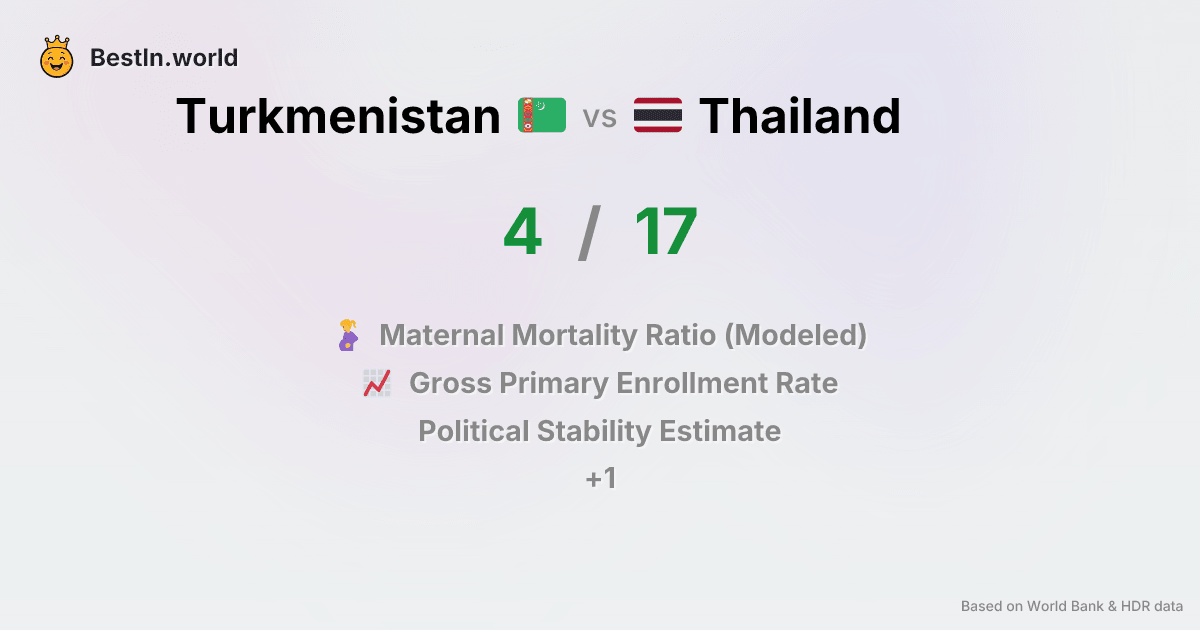 BestIn.world
Turkmenistan vs Thailand
4 / 17
Maternal Mortality Ratio (Modeled)
Gross Primary Enrollment Rate
Political Stability Estimate
+1
Based on World Bank & HDR data